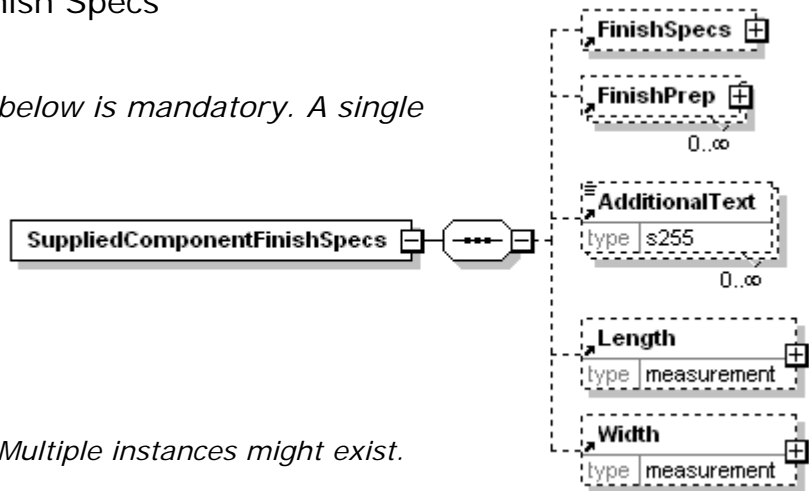 nish Specs
below is mandatory. A single
Multiple instances might exist.
SuppliedComponentFinishSpecs
FinishSpecs
FinishPrep
0..∞
AdditionalText
type s255
0..∞
Length
type measurement
Width
type measurement